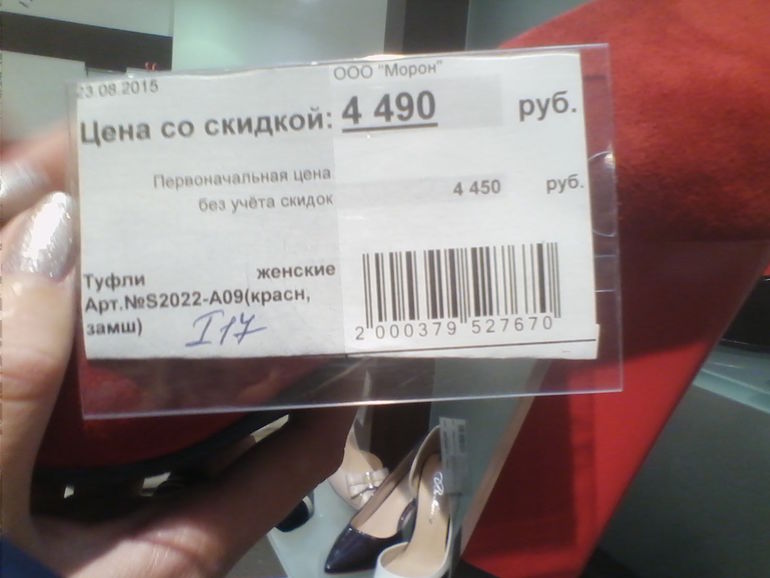 23.08.2015
ООО "Морон"
Цена со скидкой: 4 490 руб.
Первоначальная цена
без учёта скидок 4 450 руб.
Туфли женские
Арт.№S2022-A09(красн,
замш)
I17
2 000379 527670